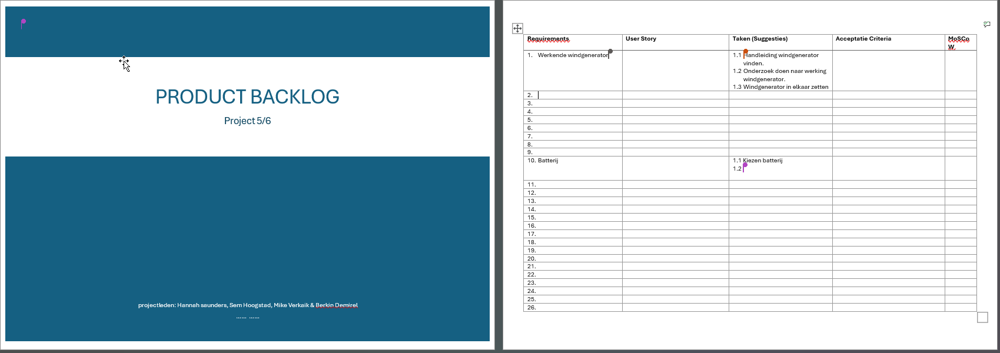 PRODUCT BACKLOG
Project 5/6
projectleden: Hannah saunders, Sem Hoogstad, Mike Verkaik & Berkin Demirel
...... ......
Requirements User Story Taken (Suggesties) Acceptatie Criteria MoSCo
W.
1. Werkende windgenerator 1.1 Handleiding windgenerator
vinden.
1.2 Onderzoek doen naar werking
windgenerator.
1.3 Windgenerator in elkaar zetten
2.
3.
4.
5.
6.
7.
8.
9.
10. Batterij 1.1 Kiezen batterij
1.2
11.
12.
13.
14.
15.
16.
17.
18.
19.
20.
21.
22.
23.
24.
25.
26.